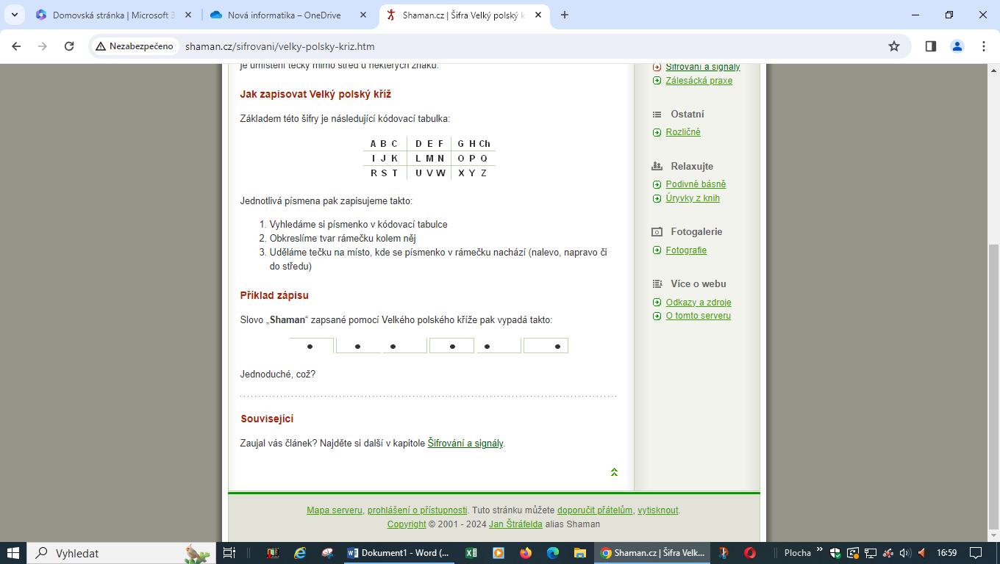 Domovská stránka | Microsoft 3
Nová informatika – OneDrive
Shaman.cz | Šifra Velký polský k
Nezabezpečeno
shaman.cz/sifrovani/velky-polsky-kriz.htm
je umístění tečky mimo střed u některých znaků.
Jak zapisovat Velký polský kříž
Základem této šifry je následující kódovací tabulka:
A B C D E F G H Ch
I J K L M N O P Q
R S T U V W X Y Z
Jednotlivá písmena pak zapisujeme takto:
1. Vyhledáme si písmenko v kódovací tabulce
2. Obkreslíme tvar rámečku kolem něj
3. Uděláme tečku na místo, kde se písmenko v rámečku nachází (nalevo, napravo či
do středu)
Příklad zápisu
Slovo „Shaman“ zapsané pomocí Velkého polského kříže pak vypadá takto:
Jednoduché, což?
Související
Zaujal vás článek? Najděte si další v kapitole Šifrování a signály.
Šifrování a signály
Zálesácká praxe
Ostatní
Rozličné
Relaxujte
Podivné básně
Úryvky z knih
Fotogalerie
Fotografie
Více o webu
Odkazy a zdroje
O tomto serveru
Mapa serveru, prohlášení o přístupnosti. Tuto stránku můžete doporučit přátelům, vytisknout.
Copyright © 2001 - 2024 Jan Štráfelda alias Shaman
Vyhledat
Dokument1 - Word (...
Shaman.cz | Šifra Velk...
Plocha
16:59